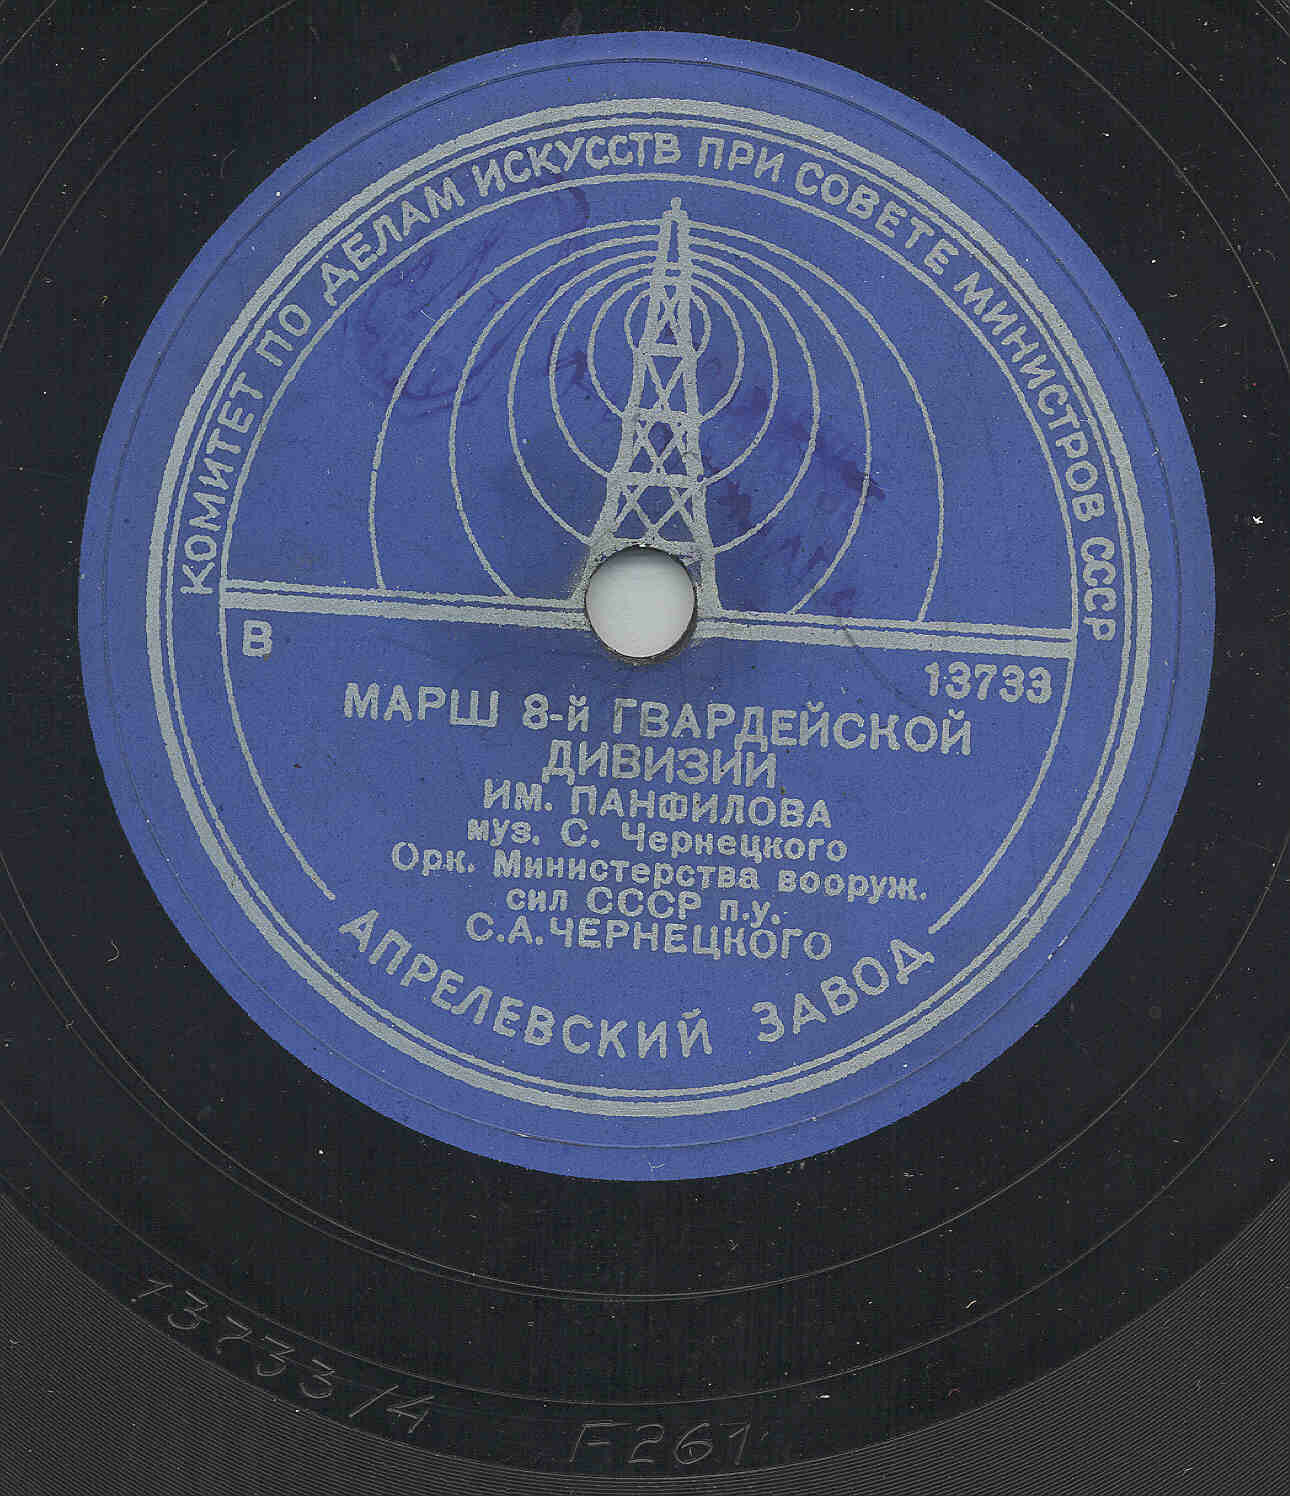 КОМИТЕТ ПО ДЕЛАМ ИСКУССТВ ПРИ СОВЕТЕ МИНИСТРОВ СССР
В
13733
МАРШ 8-й ГВАРДЕЙСКОЙ
ДИВИЗИИ
ИМ. ПАНФИЛОВА
муз. С. Чернецкого
Орк. Министерства вооруж.
сил СССР п.у.
С.А.ЧЕРНЕЦКОГО
АПРЕЛЕВСКИЙ ЗАВОД
13733/4
F261